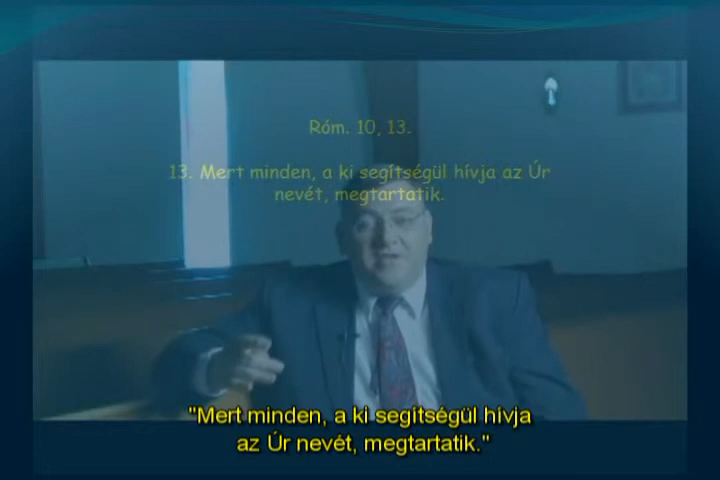 Róm. 10, 13.
13. Mert minden, a ki segítségül hívja az Úr
nevét, megtartatik.
"Mert minden, a ki segítségül hívja
az Úr nevét, megtartatik."